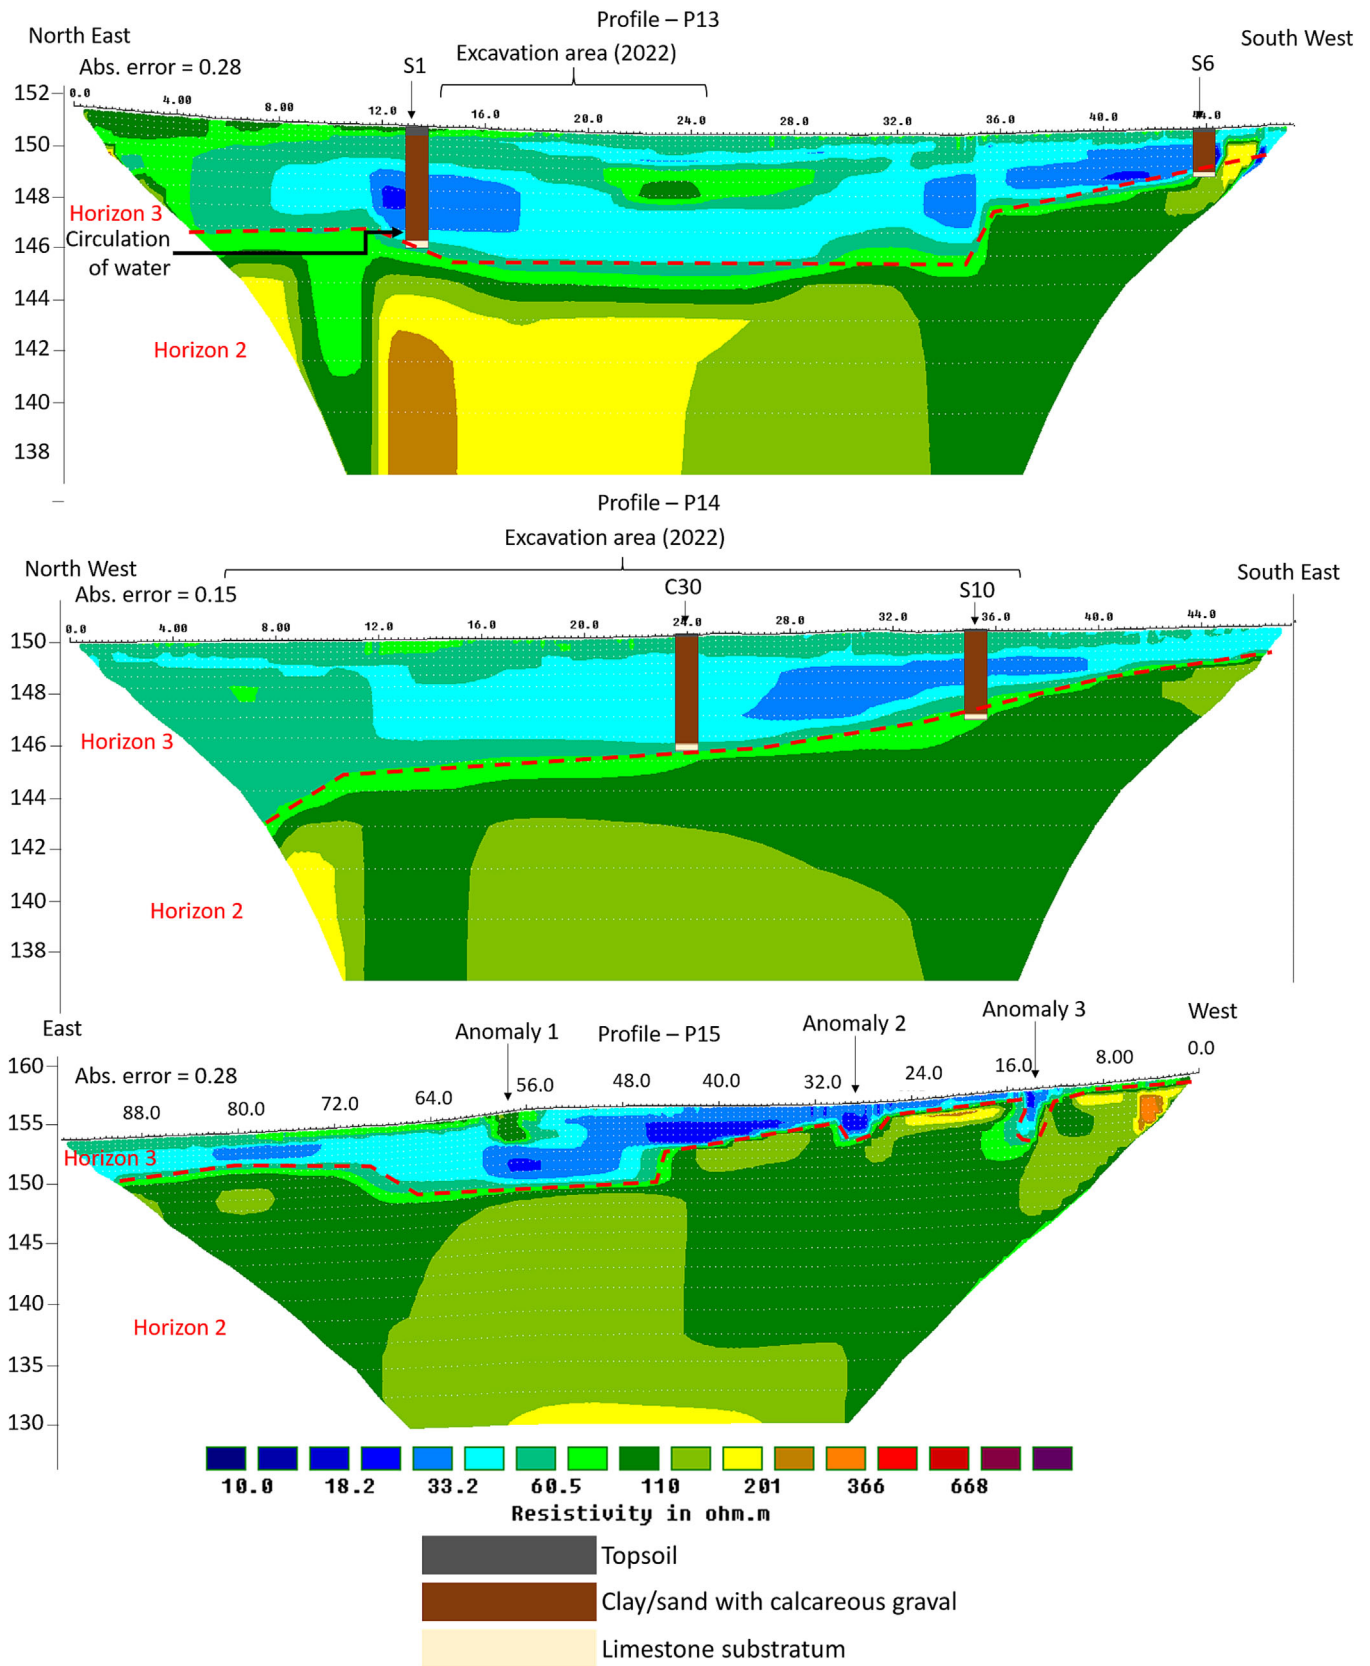 Profile – P13
North East
Excavation area (2022)
South West
Abs. error = 0.28
S1
S6
152
0.0 4.00 8.00 12.0 16.0 20.0 24.0 28.0 32.0 36.0 40.0 44.0
150
148
Horizon 3
Circulation
of water
146
144
Horizon 2
142
140
138
Profile – P14
Excavation area (2022)
North West
South East
Abs. error = 0.15
C30
S10
0.0 4.00 8.00 12.0 16.0 20.0 24.0 28.0 32.0 36.0 40.0 44.0
150
148
Horizon 3
146
144
142
Horizon 2
140
138
East
Anomaly 1
Profile – P15
Anomaly 2
Anomaly 3
West
160
Abs. error = 0.28
88.0 80.0 72.0 64.0 56.0 48.0 40.0 32.0 24.0 16.0 8.00 0.0
155
Horizon 3
150
145
140
Horizon 2
135
130
10.0 18.2 33.2 60.5 110 201 366 668
Resistivity in ohm.m
Topsoil
Clay/sand with calcareous graval
Limestone substratum